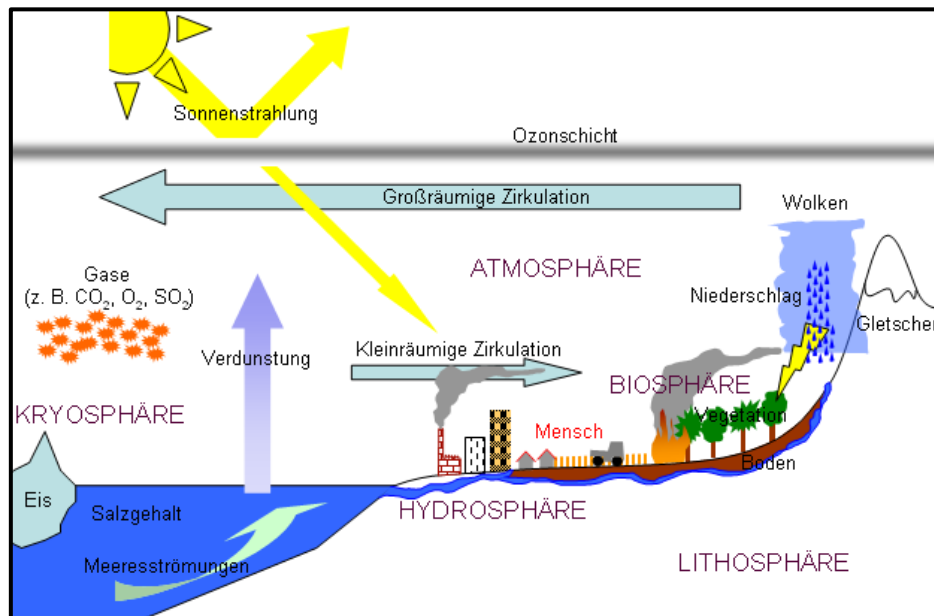 Sonnenstrahlung
Ozonschicht
Großräumige Zirkulation
Wolken
ATMOSPHÄRE
Gase
(z. B. CO₂, O₂, SO₂)
Niederschlag
Gletscher
Verdunstung
Kleinräumige Zirkulation
BIOSPHÄRE
KRYOSPHÄRE
Vegetation
Mensch
Boden
Eis
Salzgehalt
HYDROSPHÄRE
Meeresströmungen
LITHOSPHÄRE